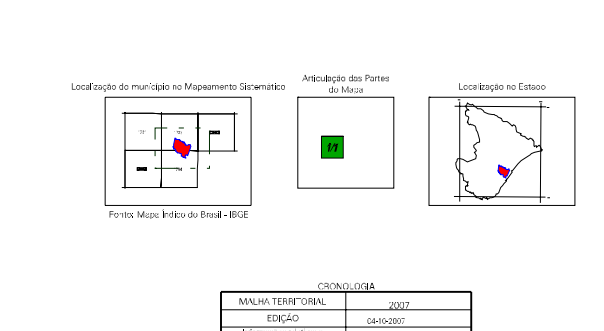 Localização do município no Mapeamento Sistemático
Articulação das Partes
do Mapa
Localização no Estado
1/1
Fonte: Mapa Índico do Brasil - IBGE
CRONOLOGIA
MALHA TERRITORIAL 2007
EDIÇÃO 04-10-2007